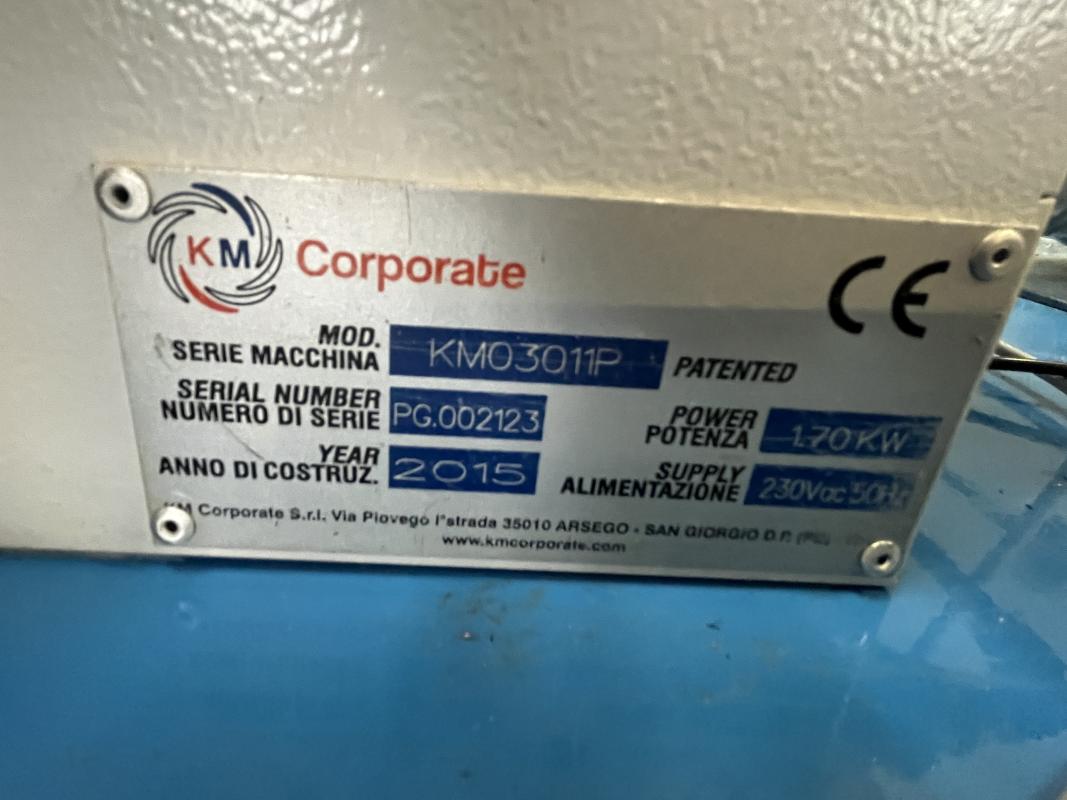 KM Corporate
CE
MOD.
SERIE MACCHINA KM03011P PATENTED
SERIAL NUMBER
NUMERO DI SERIE PG.002123
POWER
POTENZA 1.70KW
YEAR
ANNO DI COSTRUZ. 2015
SUPPLY
ALIMENTAZIONE 230Vac 50Hz
KM Corporate S.r.l. Via Piovego I°strada 35010 ARSEGO - SAN GIORGIO D.P.
www.kmcorporate.com